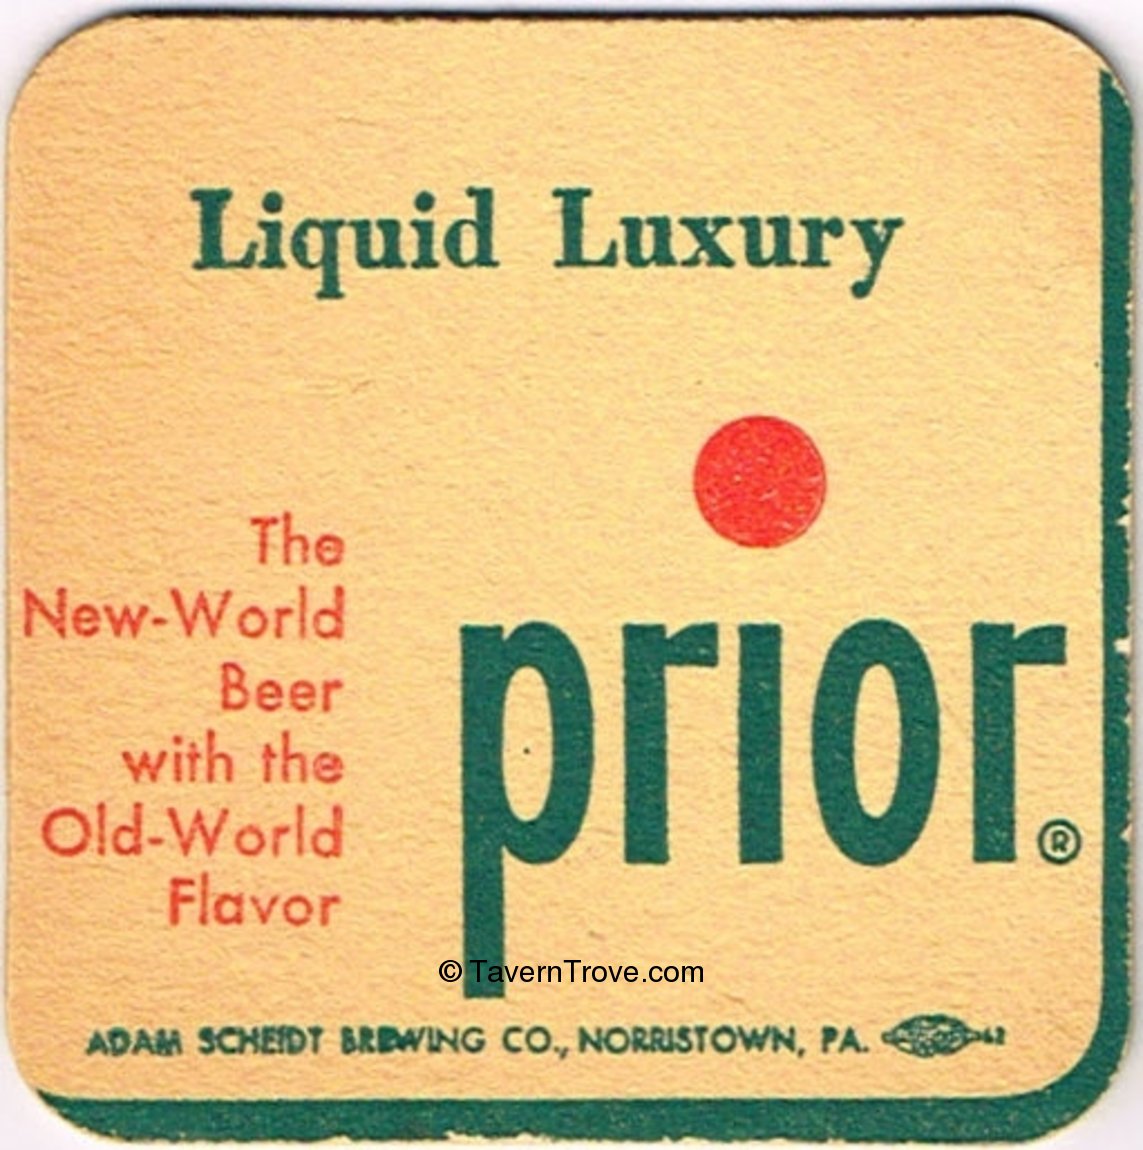 Liquid Luxury
The
New-World
Beer
with the
Old-World
Flavor
prior®
© TavernTrove.com
ADAM SCHEIDT BREWING CO., NORRISTOWN, PA. 62